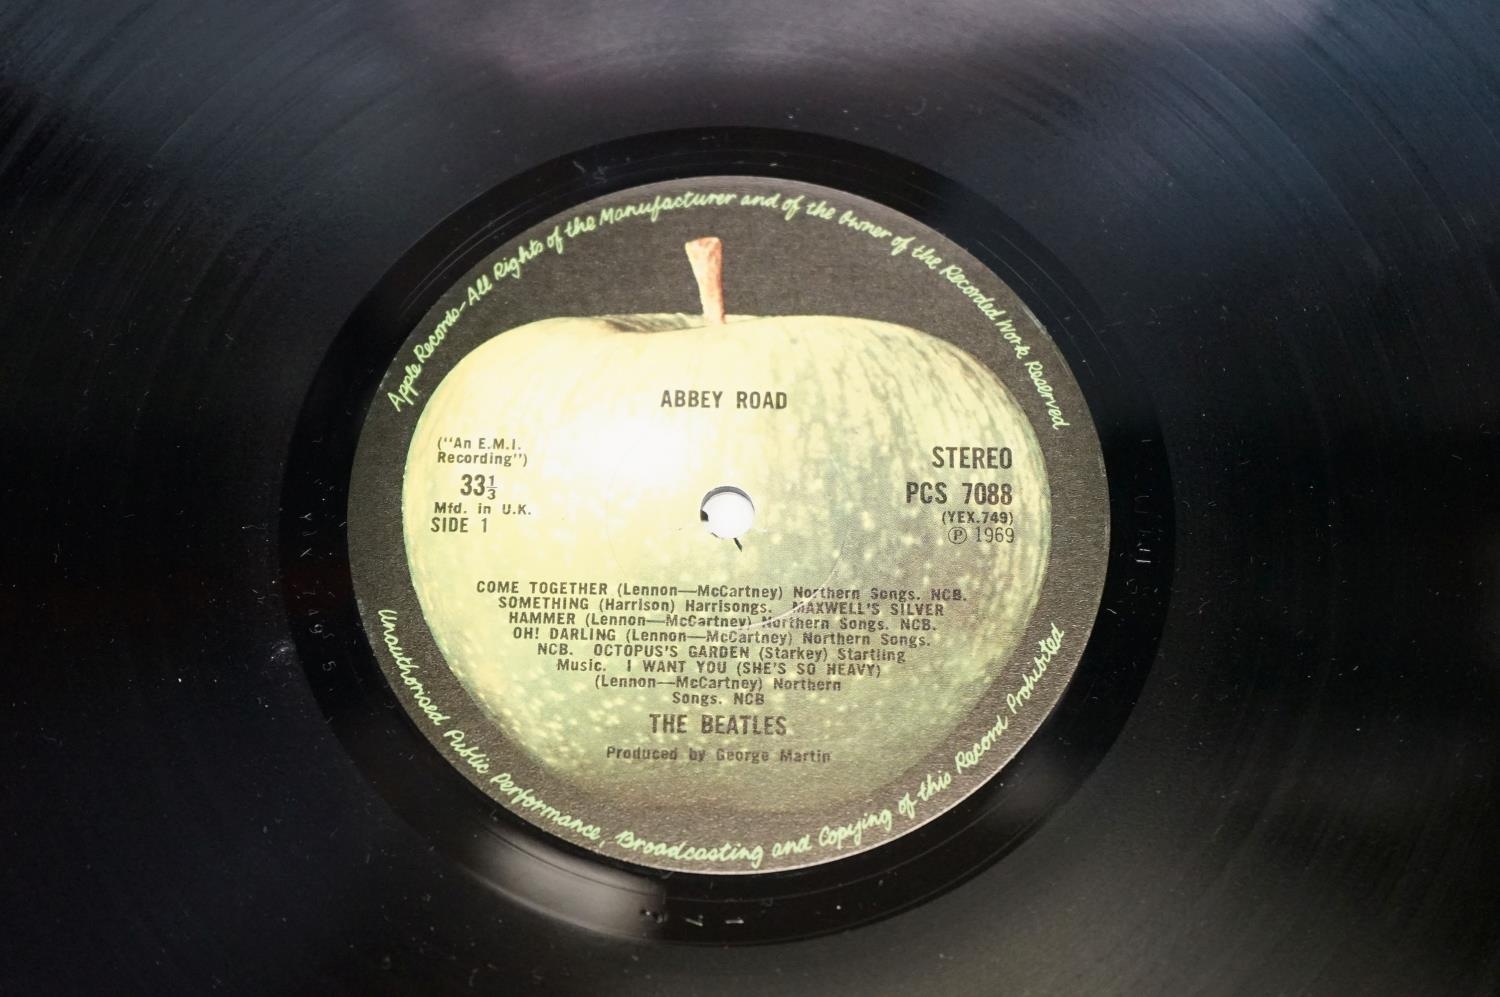 Apple Records-All Rights of the Manufacturer and of the Owner of the Recorded Work Reserved
ABBEY ROAD
("An E.M.I.
Recording")
33⅓
Mfd. in U.K.
SIDE 1
STEREO
PCS 7088
(YEX.749)
Ⓟ 1969
COME TOGETHER (Lennon—McCartney) Northern Songs. NCB.
SOMETHING (Harrison) Harrisongs. MAXWELL'S SILVER
HAMMER (Lennon—McCartney) Northern Songs. NCB.
OH! DARLING (Lennon—McCartney) Northern Songs.
NCB. OCTOPUS'S GARDEN (Starkey) Startling
Music. I WANT YOU (SHE'S SO HEAVY)
(Lennon—McCartney) Northern
Songs. NCB
THE BEATLES
Produced by George Martin
Unauthorised Public Performance, Broadcasting and Copying of this Record Prohibited